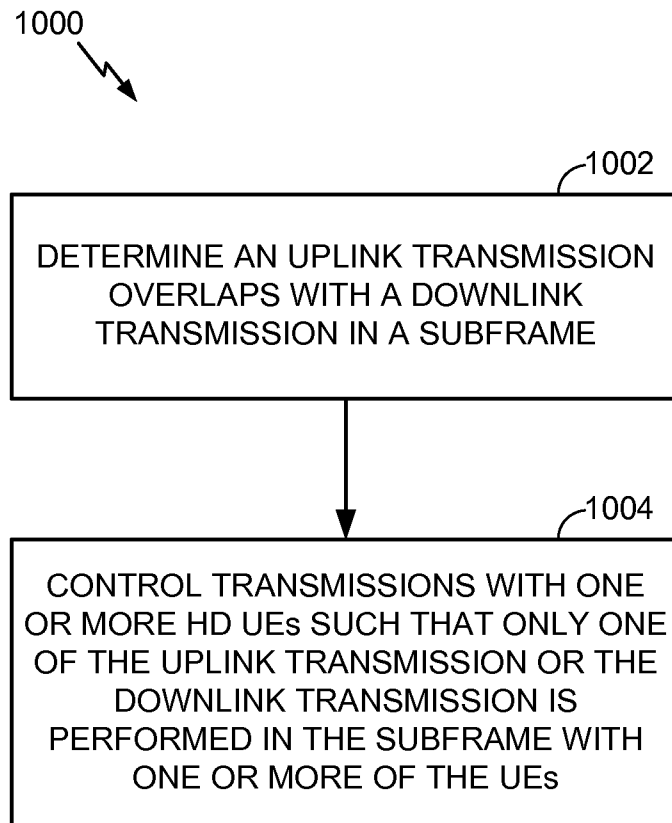 1000
1002
DETERMINE AN UPLINK TRANSMISSION
OVERLAPS WITH A DOWNLINK
TRANSMISSION IN A SUBFRAME
1004
CONTROL TRANSMISSIONS WITH ONE
OR MORE HD UEs SUCH THAT ONLY ONE
OF THE UPLINK TRANSMISSION OR THE
DOWNLINK TRANSMISSION IS
PERFORMED IN THE SUBFRAME WITH
ONE OR MORE OF THE UEs